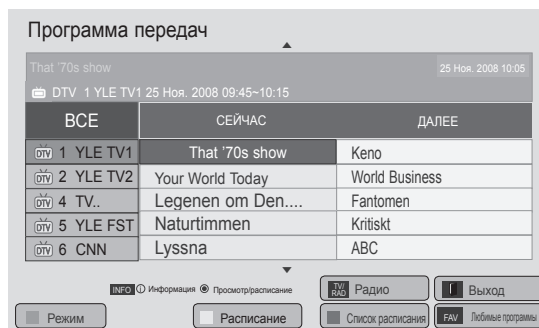 Программа передач
That '70s show 25 Ноя. 2008 10:05
DTV 1 YLE TV1 25 Ноя. 2008 09:45~10:15
ВСЕ СЕЙЧАС ДАЛЕЕ
DTV 1 YLE TV1 That '70s show Keno
DTV 2 YLE TV2 Your World Today World Business
DTV 4 TV.. Legenen om Den.... Fantomen
DTV 5 YLE FST Naturtimmen Kritiskt
DTV 6 CNN Lyssna ABC
INFO i Информация Просмотр/расписание TV/RAD Радио Выход
Режим Расписание Список расписания FAV Любимые программы